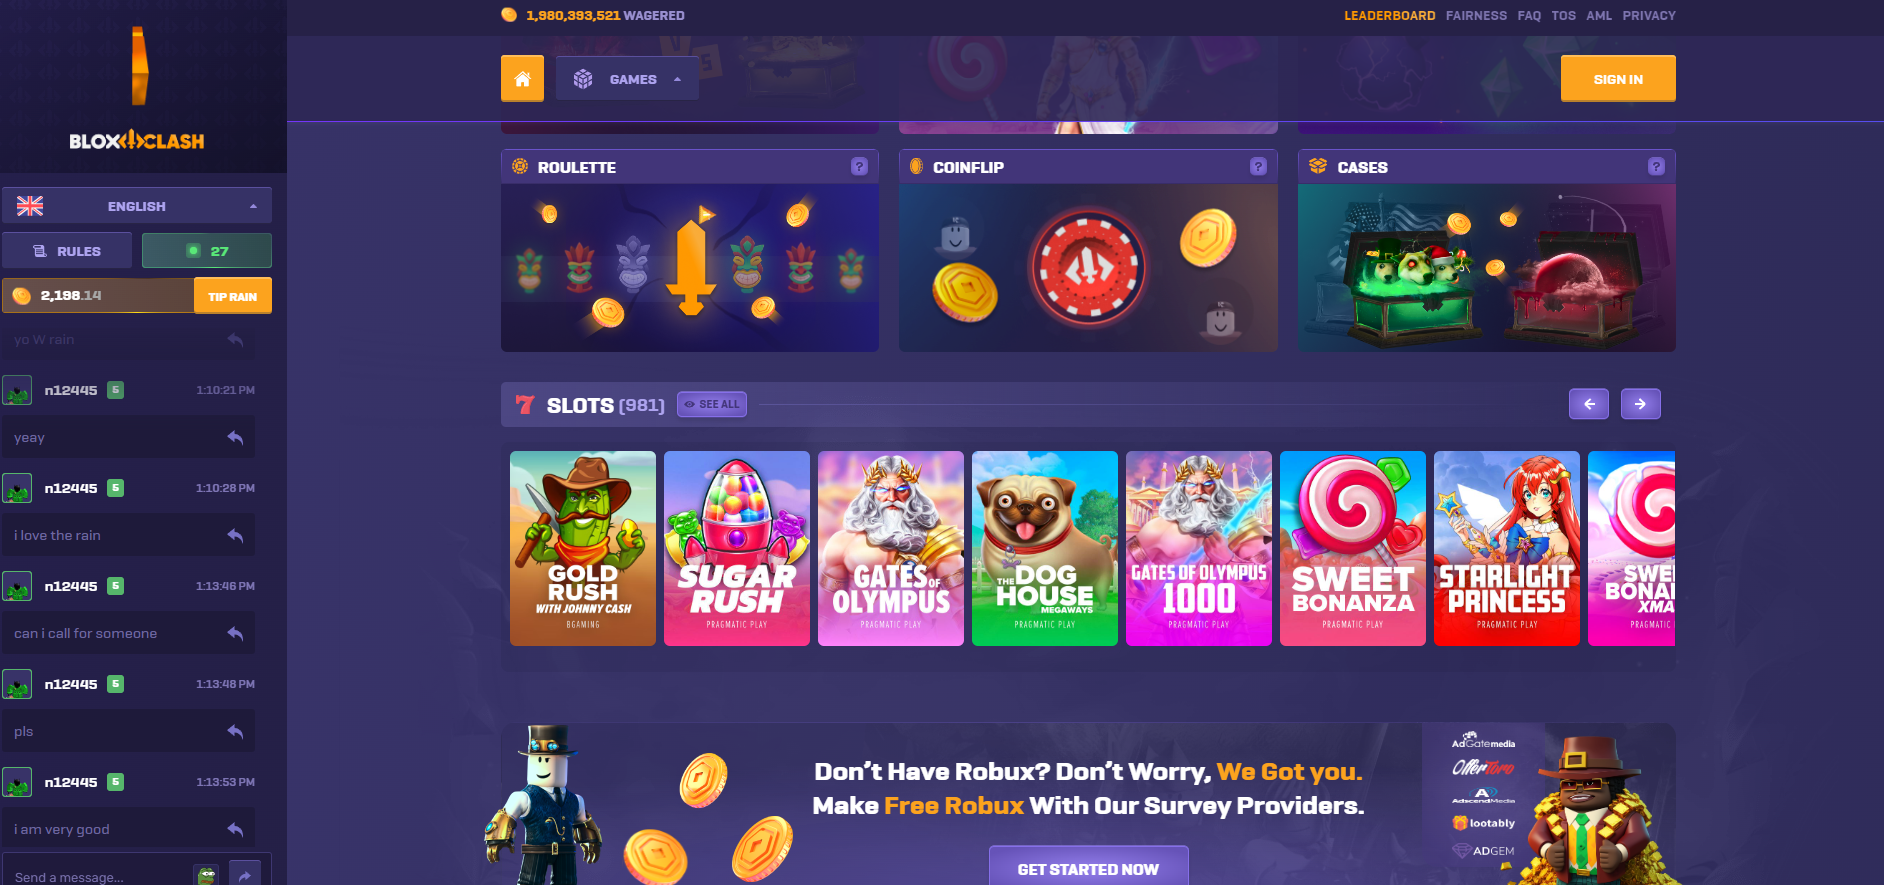 1,980,393,521 WAGERED
LEADERBOARD FAIRNESS FAQ TOS AML PRIVACY
GAMES
SIGN IN
BLOXCLASH
ENGLISH
RULES
27
2,198.14
TIP RAIN
yo W rain
n12445 5 1:10:21 PM
yeay
n12445 5 1:10:28 PM
i love the rain
n12445 5 1:13:46 PM
can i call for someone
n12445 5 1:13:48 PM
pls
n12445 5 1:13:53 PM
i am very good
Send a message...
ROULETTE ?
COINFLIP ?
CASES ?
7 SLOTS (981) SEE ALL
GOLD
RUSH
WITH JOHNNY CASH
BGAMING
SUGAR
RUSH
PRAGMATIC PLAY
GATES OF
OLYMPUS
PRAGMATIC PLAY
THE DOG
HOUSE
MEGAWAYS
PRAGMATIC PLAY
GATES OF OLYMPUS
1000
PRAGMATIC PLAY
SWEET
BONANZA
PRAGMATIC PLAY
STARLIGHT
PRINCESS
PRAGMATIC PLAY
SWE
BONA
XMA
PRAGMATIC
Don't Have Robux? Don't Worry, We Got you.
Make Free Robux With Our Survey Providers.
GET STARTED NOW
AdGatemedia
OfferToro
AdscendMedia
lootably
ADGEM